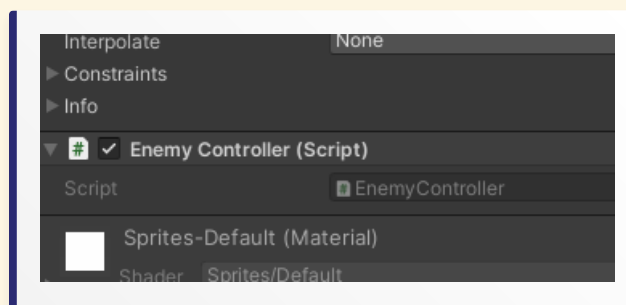 Interpolate None
Constraints
Info
# Enemy Controller (Script)
Script # EnemyController
Sprites-Default (Material)
Shader Sprites/Default